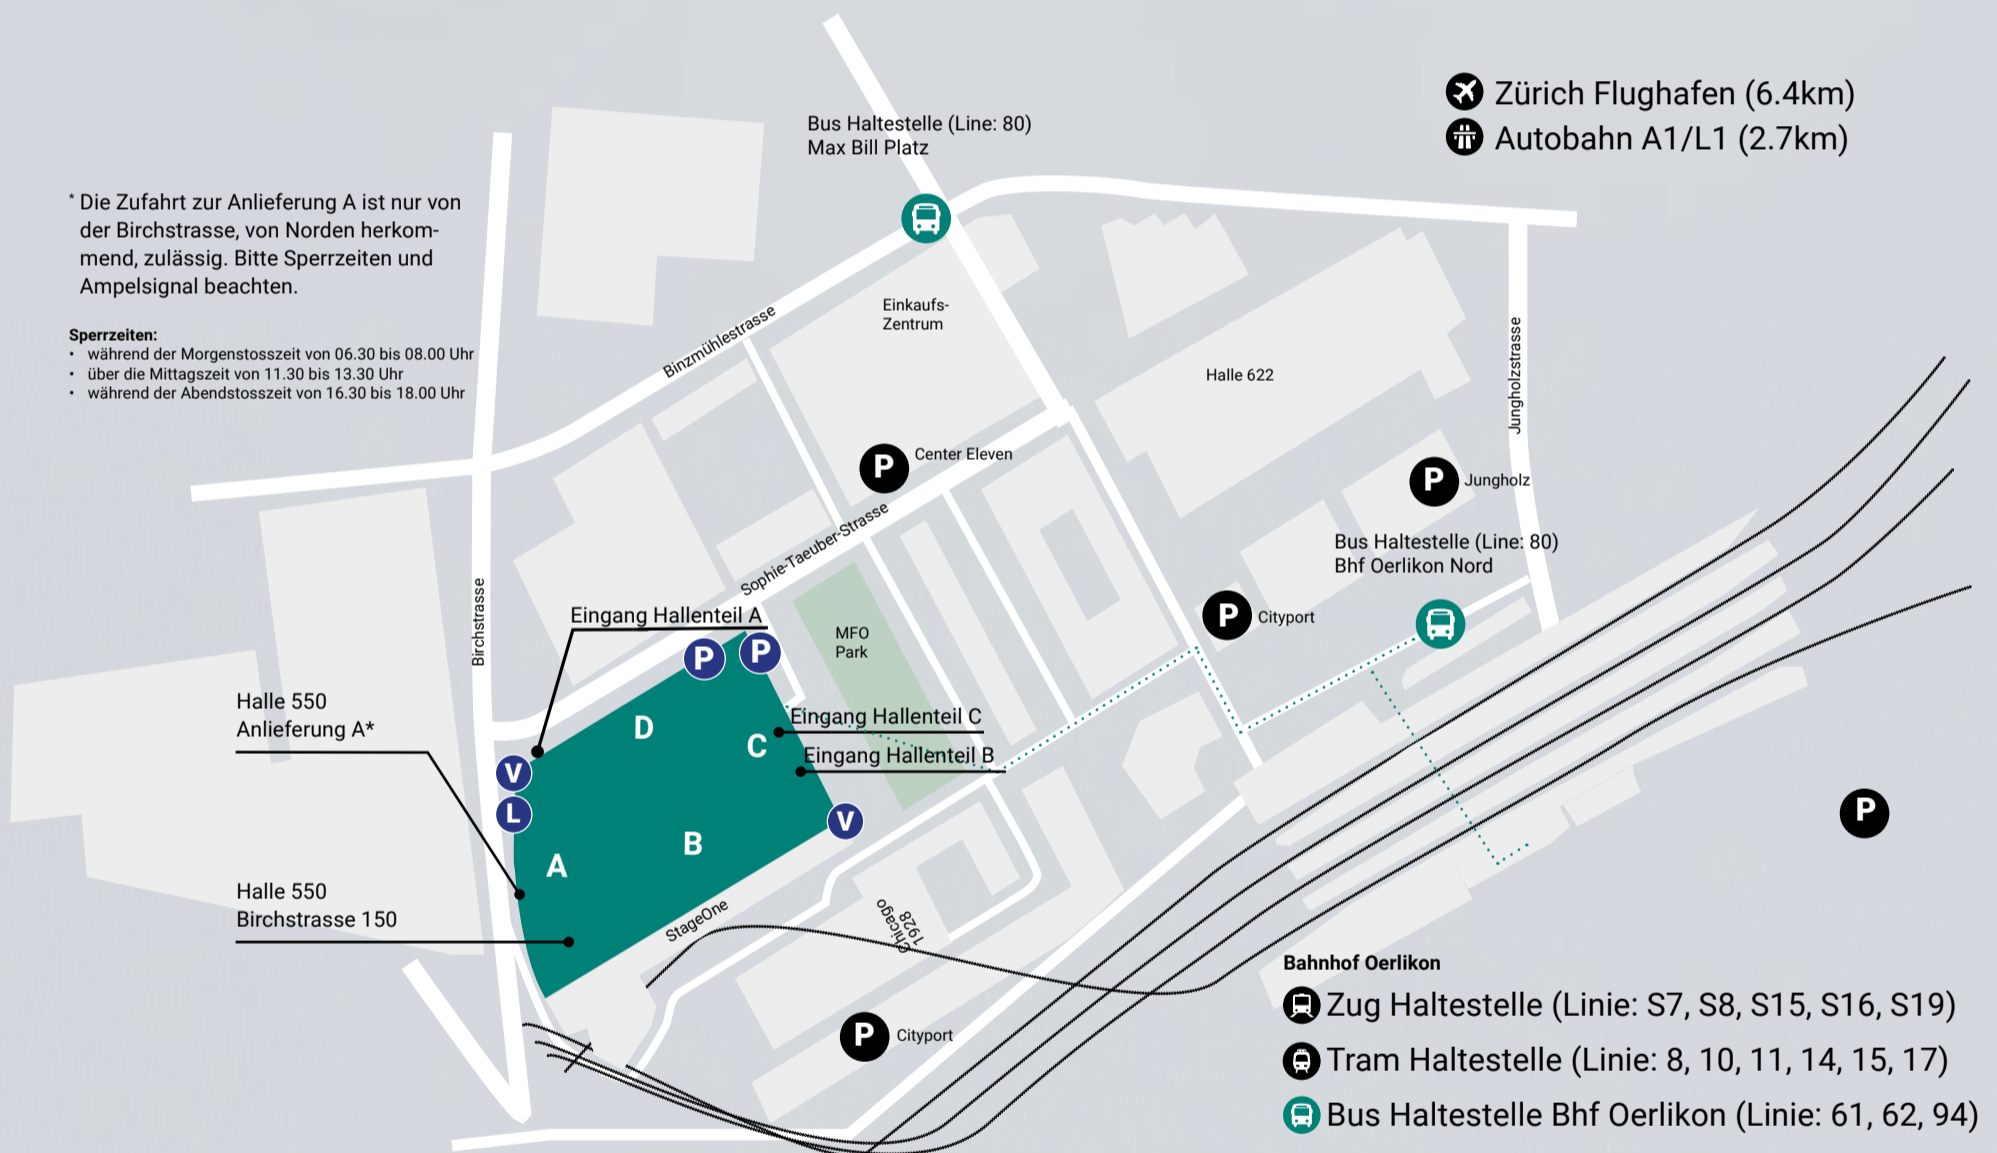 Zürich Flughafen (6.4km)
Autobahn A1/L1 (2.7km)
Bus Haltestelle (Line: 80)
Max Bill Platz
* Die Zufahrt zur Anlieferung A ist nur von
der Birchstrasse, von Norden herkom-
mend, zulässig. Bitte Sperrzeiten und
Ampelsignal beachten.
Sperrzeiten:
• während der Morgenstosszeit von 06.30 bis 08.00 Uhr
• über die Mittagszeit von 11.30 bis 13.30 Uhr
• während der Abendstosszeit von 16.30 bis 18.00 Uhr
Binzmühlestrasse
Einkaufs-
Zentrum
Halle 622
Jungholzstrasse
P Center Eleven
P Jungholz
Sophie-Taeuber-Strasse
Bus Haltestelle (Line: 80)
Bhf Oerlikon Nord
Birchstrasse
Eingang Hallenteil A
P
P
MFO
Park
P Cityport
Halle 550
Anlieferung A*
D
C
Eingang Hallenteil C
Eingang Hallenteil B
V
L
V
P
A
B
Halle 550
Birchstrasse 150
StageOne
Chicago
1928
P Cityport
Bahnhof Oerlikon
Zug Haltestelle (Linie: S7, S8, S15, S16, S19)
Tram Haltestelle (Linie: 8, 10, 11, 14, 15, 17)
Bus Haltestelle Bhf Oerlikon (Linie: 61, 62, 94)